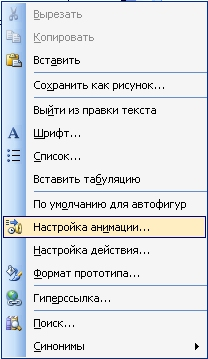 Вырезать
Копировать
Вставить
Сохранить как рисунок...
Выйти из правки текста
Шрифт...
Список...
Вставить табуляцию
По умолчанию для автофигур
Настройка анимации...
Настройка действия...
Формат прототипа...
Гиперссылка...
Поиск...
Синонимы